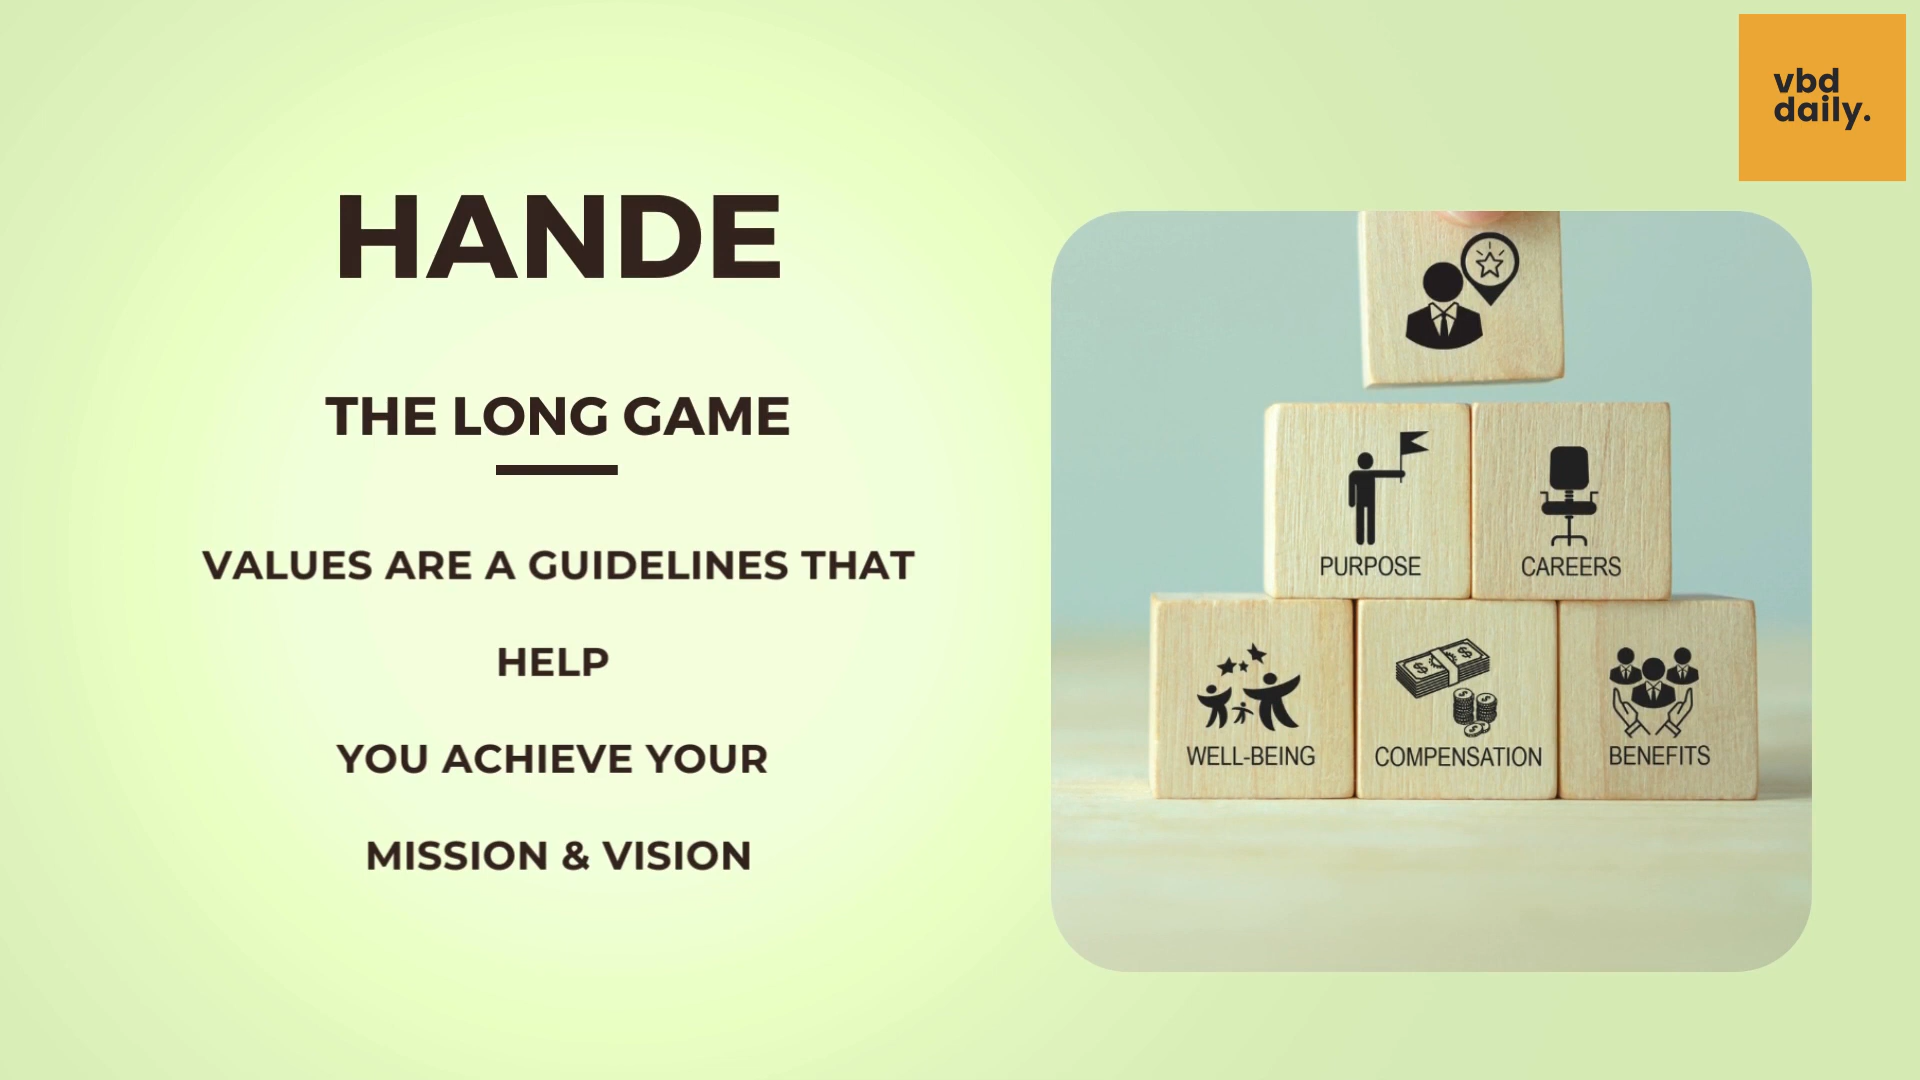 vbd
daily.
HANDE
THE LONG GAME
VALUES ARE A GUIDELINES THAT
HELP
YOU ACHIEVE YOUR
MISSION & VISION
PURPOSE
CAREERS
WELL-BEING
COMPENSATION
BENEFITS